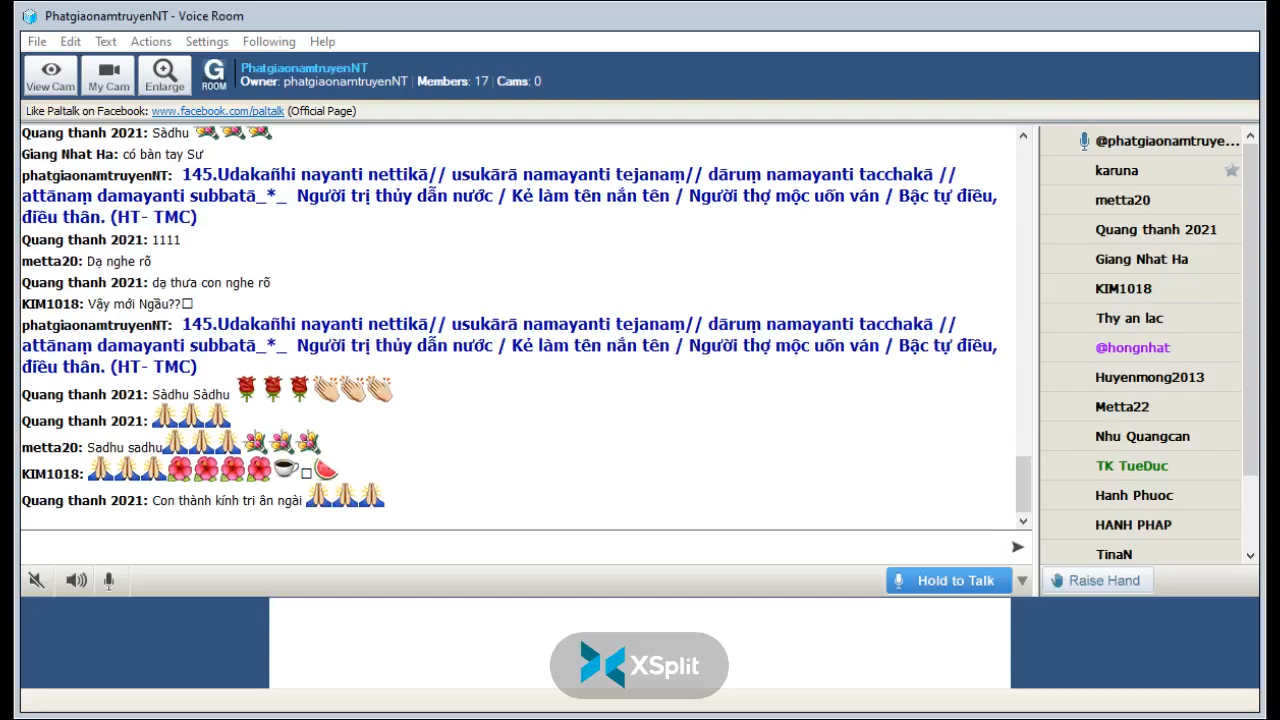 PhatgiaonamtruyenNT - Voice Room
File Edit Text Actions Settings Following Help
View Cam
My Cam
Enlarge
G
ROOM
PhatgiaonamtruyenNT
Owner: phatgiaonamtruyenNT | Members: 17 | Cams: 0
Like Paltalk on Facebook: www.facebook.com/paltalk (Official Page)
Quang thanh 2021: Sàdhu
Giang Nhat Ha: có bàn tay Sư
phatgiaonamtruyenNT: 145.Udakañhi nayanti nettikā// usukārā namayanti tejanaṃ// dāruṃ namayanti tacchakā //
attānaṃ damayanti subbatā_*_ Người trị thủy dẫn nước / Kẻ làm tên nắn tên / Người thợ mộc uốn ván / Bậc tự điều,
điều thân. (HT- TMC)
Quang thanh 2021: 1111
metta20: Dạ nghe rõ
Quang thanh 2021: dạ thưa con nghe rõ
KIM1018: Vậy mới Ngầu??□
phatgiaonamtruyenNT: 145.Udakañhi nayanti nettikā// usukārā namayanti tejanaṃ// dāruṃ namayanti tacchakā //
attānaṃ damayanti subbatā_*_ Người trị thủy dẫn nước / Kẻ làm tên nắn tên / Người thợ mộc uốn ván / Bậc tự điều,
điều thân. (HT- TMC)
Quang thanh 2021: Sàdhu Sàdhu
Quang thanh 2021:
metta20: Sadhu sadhu
KIM1018:
Quang thanh 2021: Con thành kính tri ân ngài
@phatgiaonamtruye...
karuna
metta20
Quang thanh 2021
Giang Nhat Ha
KIM1018
Thy an lac
@hongnhat
Huyenmong2013
Metta22
Nhu Quangcan
TK TueDuc
Hanh Phuoc
HANH PHAP
TinaN
Hold to Talk
Raise Hand
XSplit